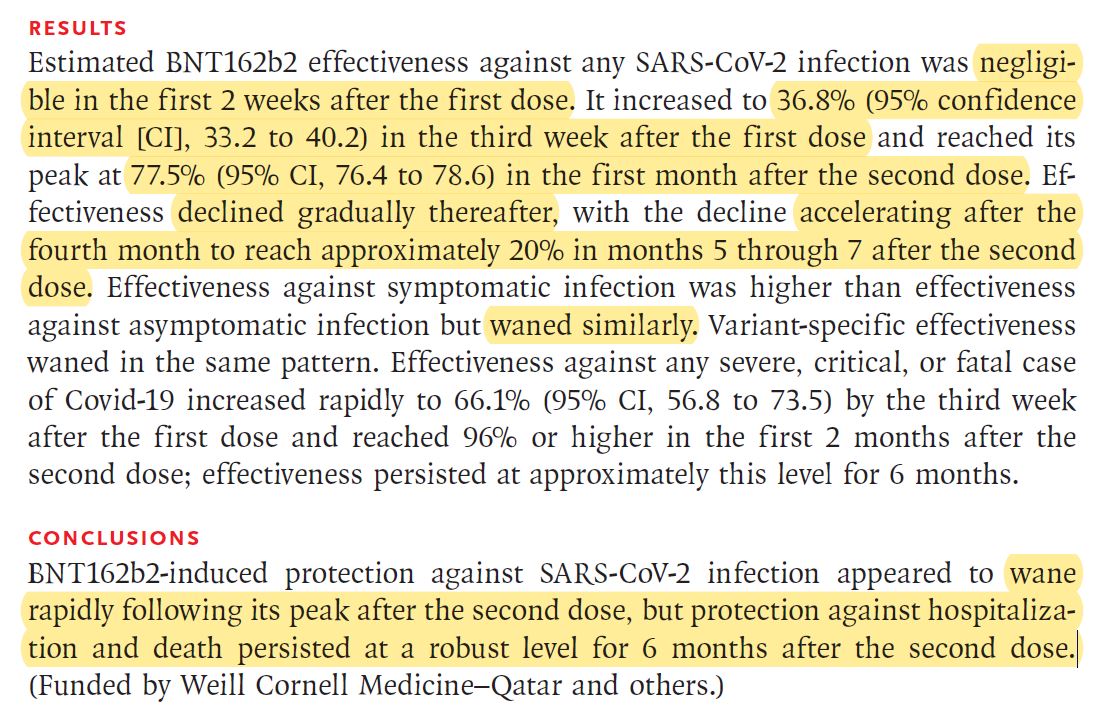 RESULTS
Estimated BNT162b2 effectiveness against any SARS-CoV-2 infection was negligi-
ble in the first 2 weeks after the first dose. It increased to 36.8% (95% confidence
interval [CI], 33.2 to 40.2) in the third week after the first dose and reached its
peak at 77.5% (95% CI, 76.4 to 78.6) in the first month after the second dose. Ef-
fectiveness declined gradually thereafter, with the decline accelerating after the
fourth month to reach approximately 20% in months 5 through 7 after the second
dose. Effectiveness against symptomatic infection was higher than effectiveness
against asymptomatic infection but waned similarly. Variant-specific effectiveness
waned in the same pattern. Effectiveness against any severe, critical, or fatal case
of Covid-19 increased rapidly to 66.1% (95% CI, 56.8 to 73.5) by the third week
after the first dose and reached 96% or higher in the first 2 months after the
second dose; effectiveness persisted at approximately this level for 6 months.
CONCLUSIONS
BNT162b2-induced protection against SARS-CoV-2 infection appeared to wane
rapidly following its peak after the second dose, but protection against hospitaliza-
tion and death persisted at a robust level for 6 months after the second dose.
(Funded by Weill Cornell Medicine–Qatar and others.)